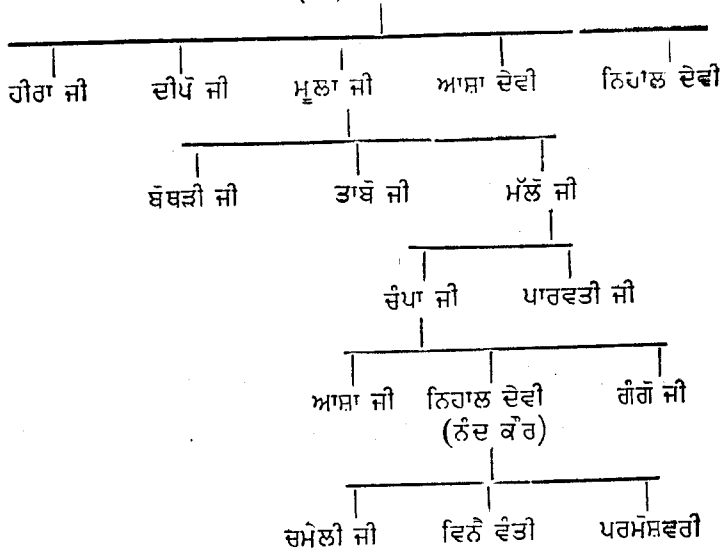 ਹੀਰਾ ਜੀ ਦੀਪੋ ਜੀ ਮੂਲਾ ਜੀ ਆਸ਼ਾ ਦੇਵੀ ਨਿਹਾਲ ਦੇਵੀ
ਬੋਥੜੀ ਜੀ ਤਾਬੋ ਜੀ ਮੱਲੋ ਜੀ
ਚੰਪਾ ਜੀ ਪਾਰਵਤੀ ਜੀ
ਆਸ਼ਾ ਜੀ ਨਿਹਾਲ ਦੇਵੀ ਗੰਗੋ ਜੀ
(ਨੰਦ ਕੌਰ)
ਚਮੇਲੀ ਜੀ ਵਿਨੈ ਵੰਤੀ ਪਰਮੇਸ਼ਵਰੀ